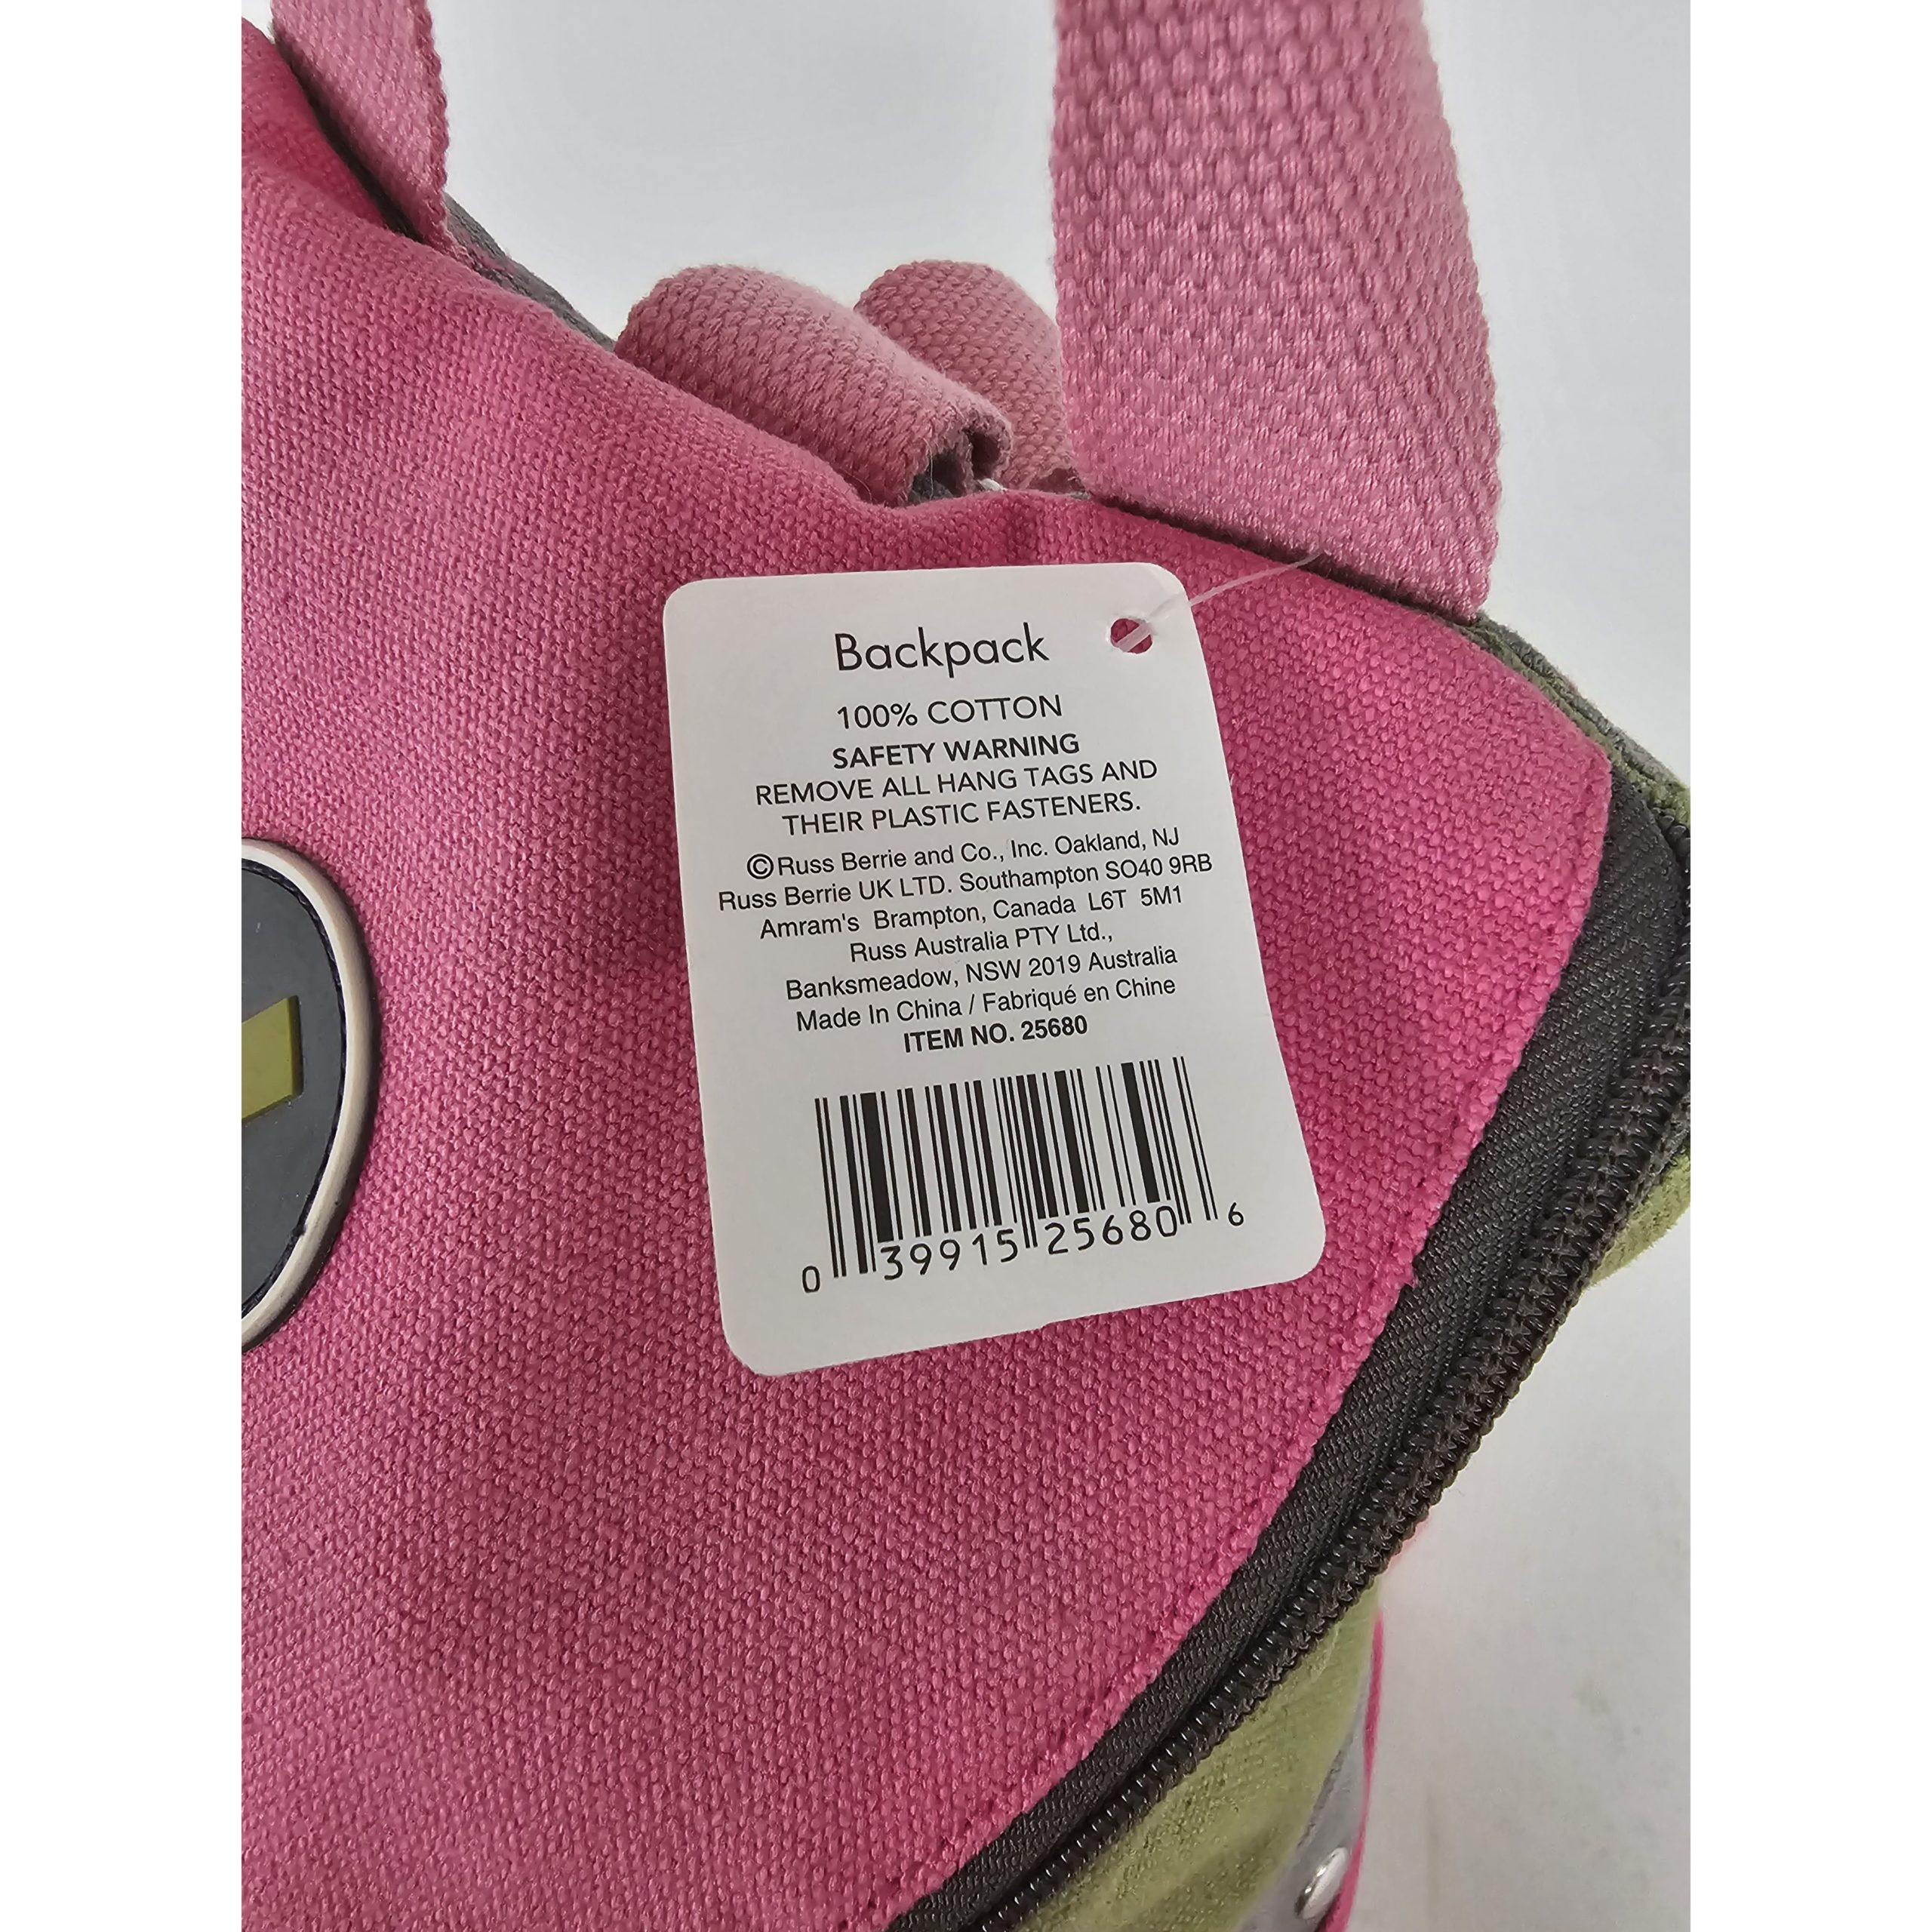 Backpack
100% COTTON
SAFETY WARNING
REMOVE ALL HANG TAGS AND
THEIR PLASTIC FASTENERS.
©Russ Berrie and Co., Inc. Oakland, NJ
Russ Berrie UK LTD. Southampton SO40 9RB
Amram's Brampton, Canada L6T 5M1
Russ Australia PTY Ltd.,
Banksmeadow, NSW 2019 Australia
Made In China / Fabriqué en Chine
ITEM NO. 25680
0 39915 25680 6